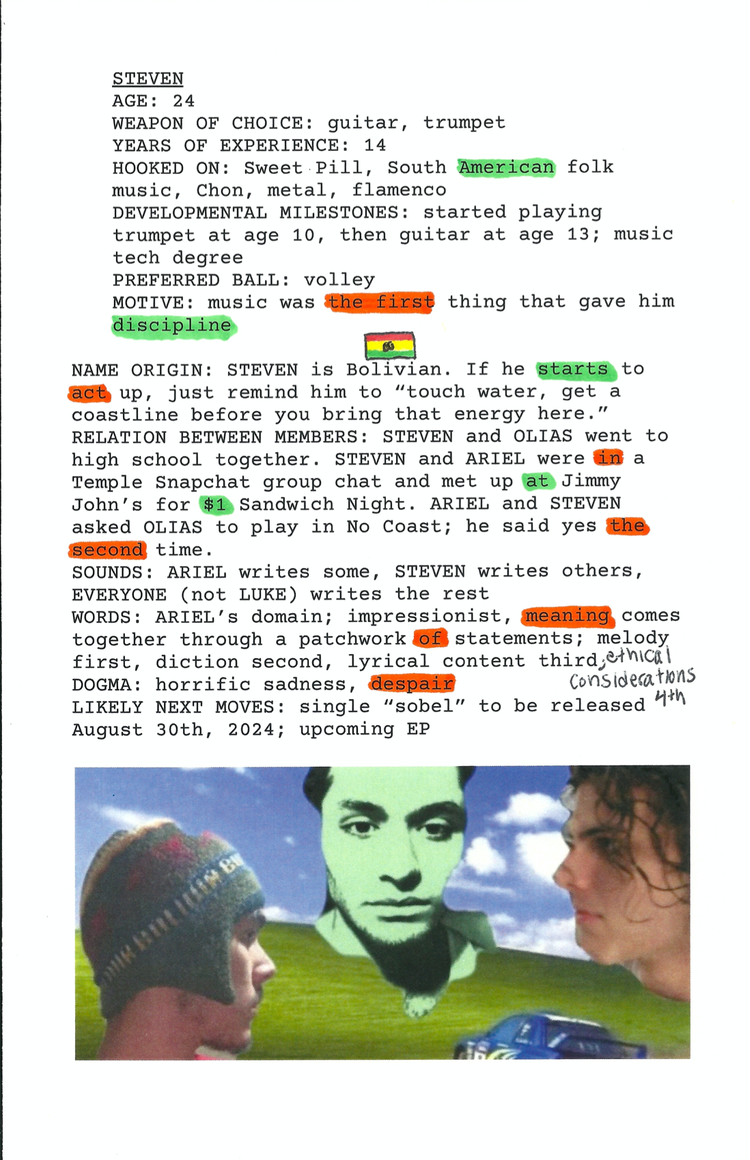 STEVEN
AGE: 24
WEAPON OF CHOICE: guitar, trumpet
YEARS OF EXPERIENCE: 14
HOOKED ON: Sweet Pill, South American folk
music, Chon, metal, flamenco
DEVELOPMENTAL MILESTONES: started playing
trumpet at age 10, then guitar at age 13; music
tech degree
PREFERRED BALL: volley
MOTIVE: music was the first thing that gave him
discipline
NAME ORIGIN: STEVEN is Bolivian. If he starts to
act up, just remind him to “touch water, get a
coastline before you bring that energy here.”
RELATION BETWEEN MEMBERS: STEVEN and OLIAS went to
high school together. STEVEN and ARIEL were in a
Temple Snapchat group chat and met up at Jimmy
John’s for $1 Sandwich Night. ARIEL and STEVEN
asked OLIAS to play in No Coast; he said yes the
second time.
SOUNDS: ARIEL writes some, STEVEN writes others,
EVERYONE (not LUKE) writes the rest
WORDS: ARIEL’s domain; impressionist, meaning comes
together through a patchwork of statements; melody
first, diction second, lyrical content third, ethical
considerations
4th
DOGMA: horrific sadness, despair
LIKELY NEXT MOVES: single “sobel” to be released
August 30th, 2024; upcoming EP